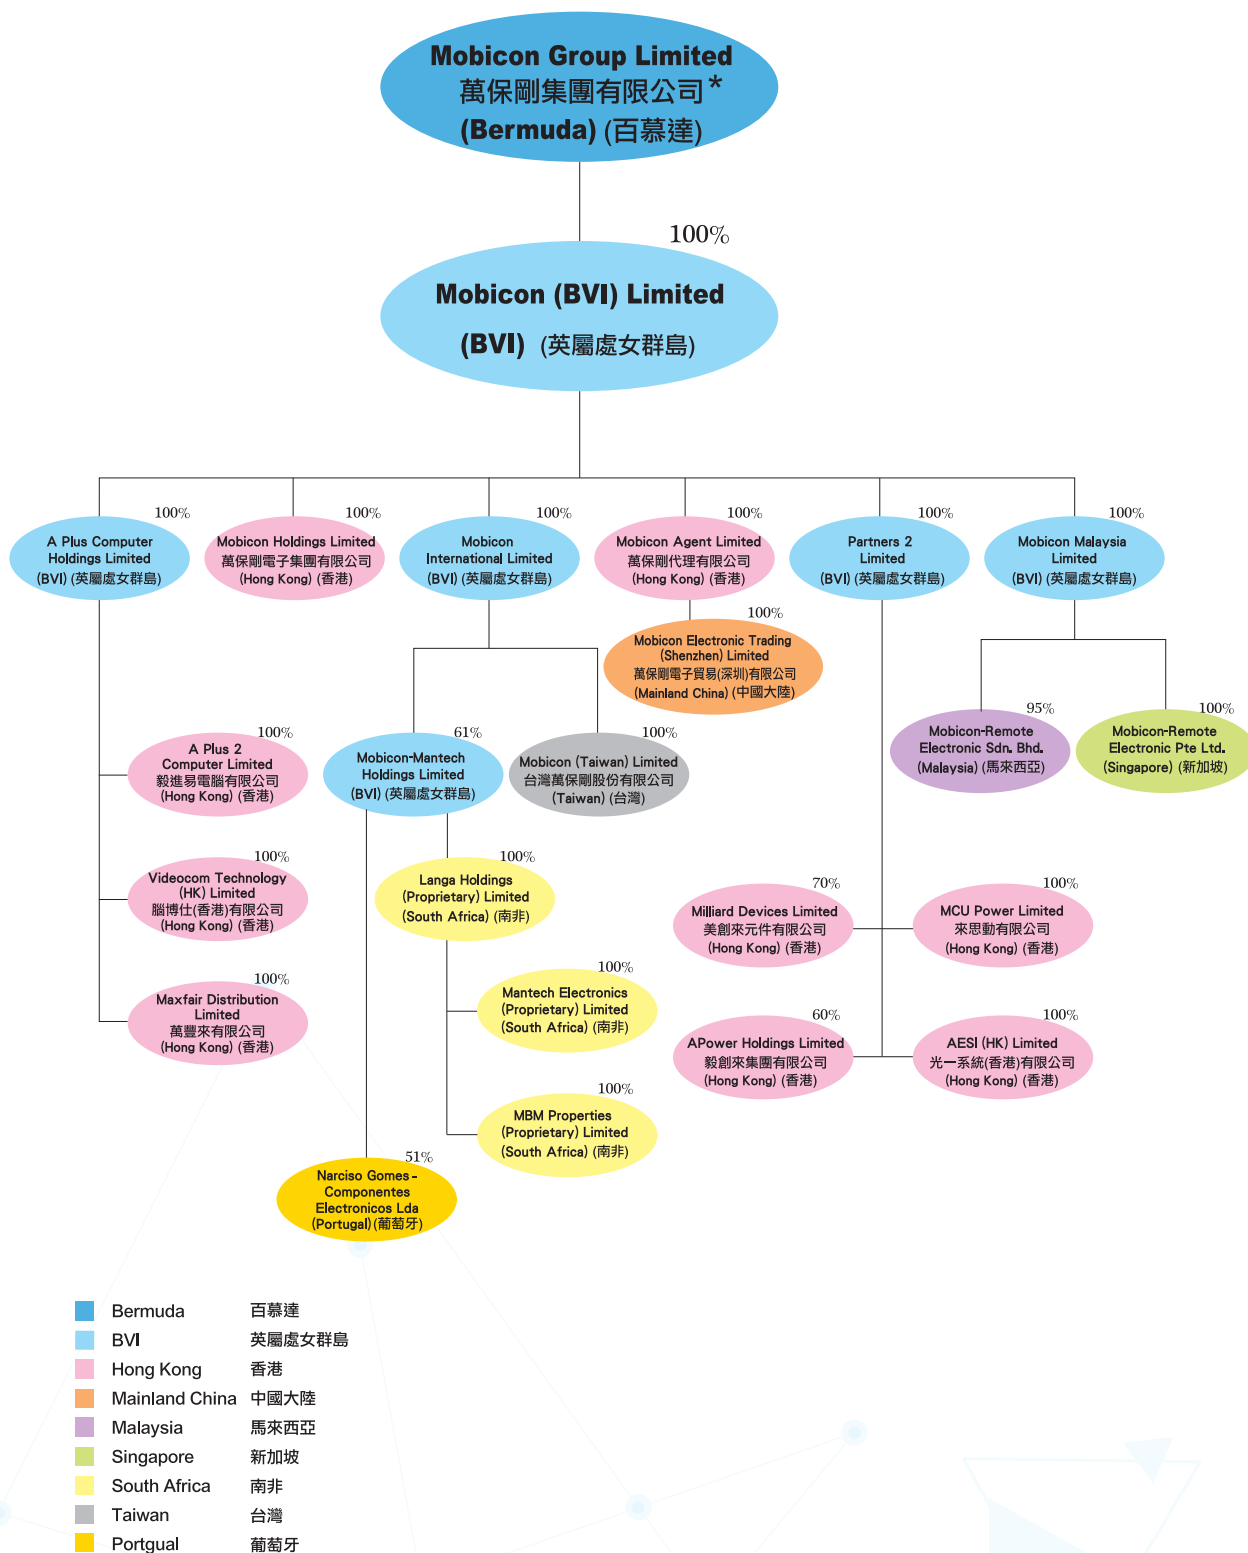 Mobicon Group Limited
萬保剛集團有限公司*
(Bermuda) (百慕達)
100%
Mobicon (BVI) Limited
(BVI) (英屬處女群島)
100%
A Plus Computer
Holdings Limited
(BVI) (英屬處女群島)
100%
Mobicon Holdings Limited
萬保剛電子集團有限公司
(Hong Kong) (香港)
100%
Mobicon
International Limited
(BVI) (英屬處女群島)
100%
Mobicon Agent Limited
萬保剛代理有限公司
(Hong Kong) (香港)
100%
Partners 2
Limited
(BVI) (英屬處女群島)
100%
Mobicon Malaysia
Limited
(BVI) (英屬處女群島)
100%
Mobicon Electronic Trading
(Shenzhen) Limited
萬保剛電子貿易(深圳)有限公司
(Mainland China) (中國大陸)
100%
A Plus 2
Computer Limited
毅進易電腦有限公司
(Hong Kong) (香港)
61%
Mobicon-Mantech
Holdings Limited
(BVI) (英屬處女群島)
100%
Mobicon (Taiwan) Limited
台灣萬保剛股份有限公司
(Taiwan) (台灣)
95%
Mobicon-Remote
Electronic Sdn. Bhd.
(Malaysia) (馬來西亞)
100%
Mobicon-Remote
Electronic Pte Ltd.
(Singapore) (新加坡)
100%
Videocom Technology
(HK) Limited
腦博仕(香港)有限公司
(Hong Kong) (香港)
100%
Langa Holdings
(Proprietary) Limited
(South Africa) (南非)
70%
Milliard Devices Limited
美創來元件有限公司
(Hong Kong) (香港)
100%
MCU Power Limited
來思動有限公司
(Hong Kong) (香港)
100%
Maxfair Distribution
Limited
萬豐來有限公司
(Hong Kong) (香港)
100%
Mantech Electronics
(Proprietary) Limited
(South Africa) (南非)
60%
APower Holdings Limited
毅創來集團有限公司
(Hong Kong) (香港)
100%
AESI (HK) Limited
光一系統(香港)有限公司
(Hong Kong) (香港)
100%
MBM Properties
(Proprietary) Limited
(South Africa) (南非)
51%
Narciso Gomes -
Componentes
Electronicos Lda
(Portugal) (葡萄牙)
Bermuda 百慕達
BVI 英屬處女群島
Hong Kong 香港
Mainland China 中國大陸
Malaysia 馬來西亞
Singapore 新加坡
South Africa 南非
Taiwan 台灣
Portgual 葡萄牙